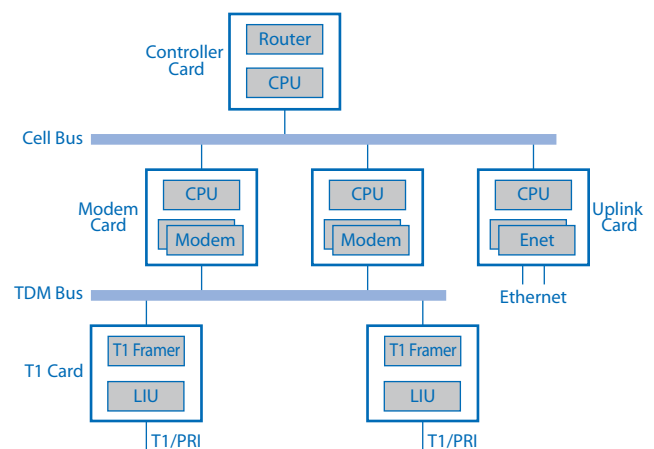 Controller
Card
Router
CPU
Cell Bus
Modem
Card
CPU
Modem
CPU
Modem
CPU
Enet
Uplink
Card
Ethernet
TDM Bus
T1 Card
T1 Framer
LIU
T1/PRI
T1 Framer
LIU
T1/PRI